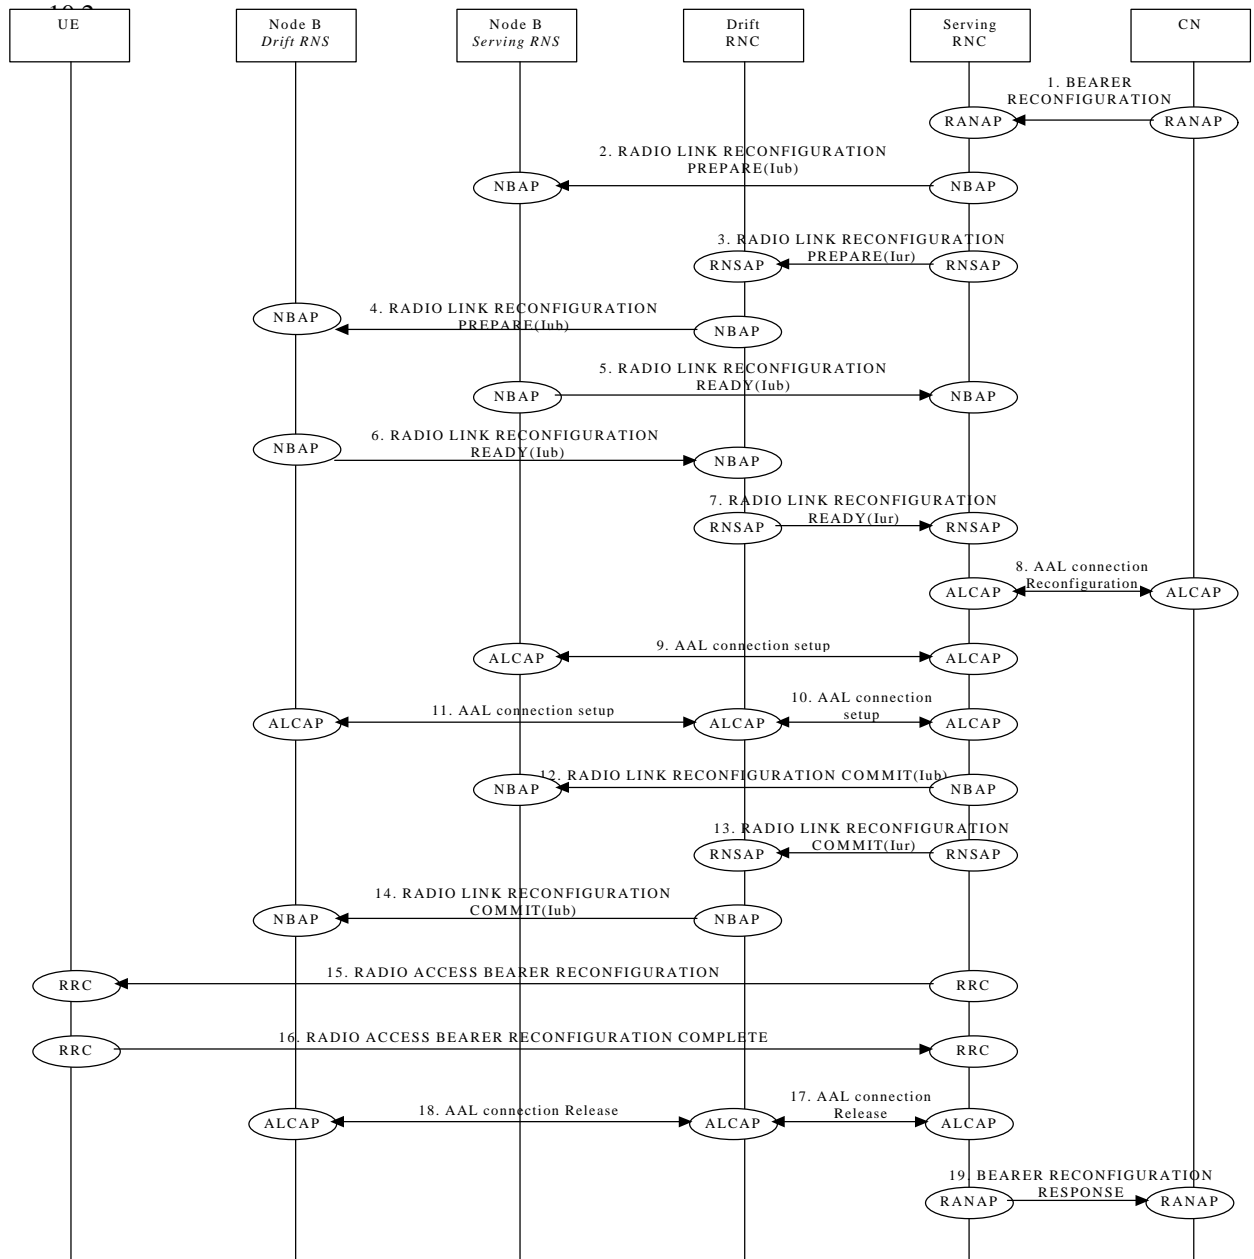 UE
Node B
Drift RNS
Node B
Serving RNS
Drift
RNC
Serving
RNC
CN
1. BEARER
RECONFIGURATION
RANAP
RANAP
2. RADIO LINK RECONFIGURATION
PREPARE(Iub)
NBAP
NBAP
3. RADIO LINK RECONFIGURATION
PREPARE(Iur)
RNSAP
RNSAP
4. RADIO LINK RECONFIGURATION
PREPARE(Iub)
NBAP
NBAP
5. RADIO LINK RECONFIGURATION
READY(Iub)
NBAP
NBAP
6. RADIO LINK RECONFIGURATION
READY(Iub)
NBAP
NBAP
7. RADIO LINK RECONFIGURATION
READY(Iur)
RNSAP
RNSAP
8. AAL connection
Reconfiguration
ALCAP
ALCAP
9. AAL connection setup
ALCAP
ALCAP
11. AAL connection setup
10. AAL connection
setup
ALCAP
ALCAP
ALCAP
12. RADIO LINK RECONFIGURATION COMMIT(Iub)
NBAP
NBAP
13. RADIO LINK RECONFIGURATION
COMMIT(Iur)
RNSAP
RNSAP
14. RADIO LINK RECONFIGURATION
COMMIT(Iub)
NBAP
NBAP
15. RADIO ACCESS BEARER RECONFIGURATION
RRC
RRC
16. RADIO ACCESS BEARER RECONFIGURATION COMPLETE
RRC
RRC
18. AAL connection Release
17. AAL connection
Release
ALCAP
ALCAP
ALCAP
19. BEARER RECONFIGURATION
RESPONSE
RANAP
RANAP